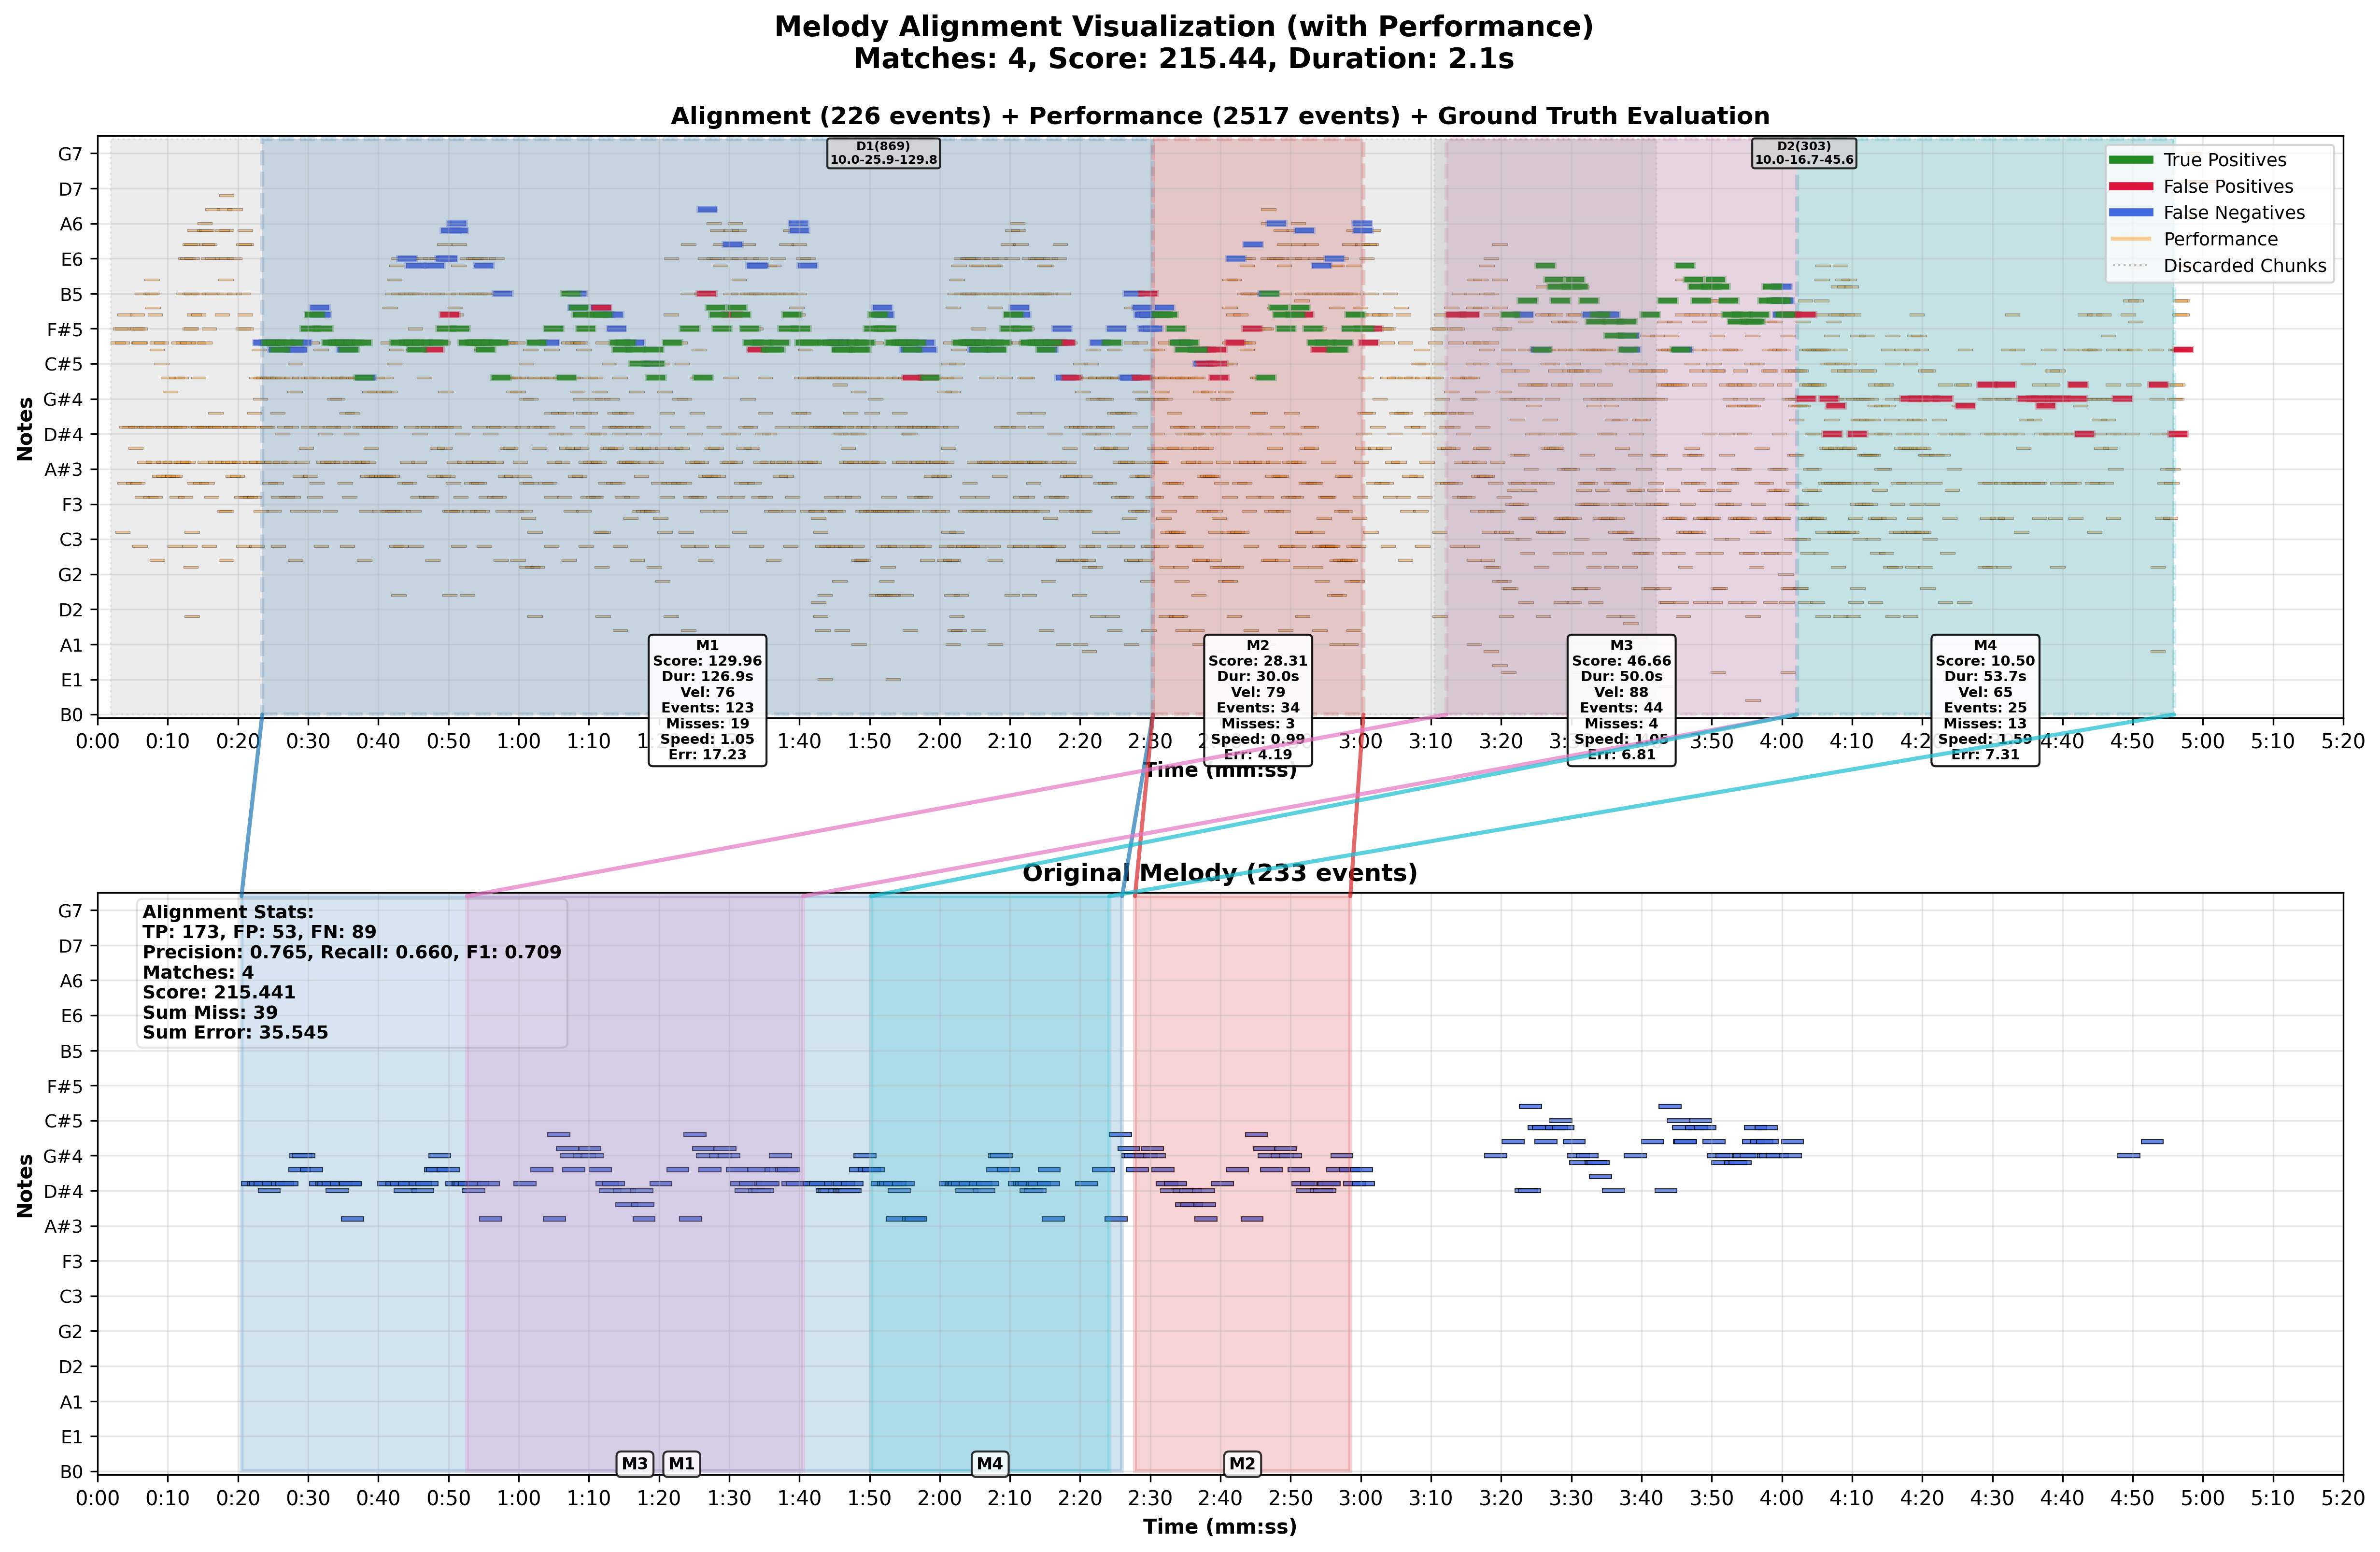 Melody Alignment Visualization (with Performance)
Matches: 4, Score: 215.44, Duration: 2.1s
Alignment (226 events) + Performance (2517 events) + Ground Truth Evaluation
Notes
G7
D7
A6
E6
B5
F#5
C#5
G#4
D#4
A#3
F3
C3
G2
D2
A1
E1
B0
D1(869)
10.0-25.9-129.8
D2(303)
10.0-16.7-45.6
True Positives
False Positives
False Negatives
Performance
Discarded Chunks
M1
Score: 129.96
Dur: 126.9s
Vel: 76
Events: 123
Misses: 19
Speed: 1.05
Err: 17.23
M2
Score: 28.31
Dur: 30.0s
Vel: 79
Events: 34
Misses: 3
Speed: 0.99
Err: 4.19
M3
Score: 46.66
Dur: 50.0s
Vel: 88
Events: 44
Misses: 4
Speed: 1.05
Err: 6.81
M4
Score: 10.50
Dur: 53.7s
Vel: 65
Events: 25
Misses: 13
Speed: 1.59
Err: 7.31
0:00 0:10 0:20 0:30 0:40 0:50 1:00 1:10 1:40 1:50 2:00 2:10 2:20 2:30 3:00 3:10 3:20 3:50 4:00 4:10 4:40 4:50 5:00 5:10 5:20
Time (mm:ss)
Original Melody (233 events)
Notes
G7
D7
A6
E6
B5
F#5
C#5
G#4
D#4
A#3
F3
C3
G2
D2
A1
E1
B0
Alignment Stats:
TP: 173, FP: 53, FN: 89
Precision: 0.765, Recall: 0.660, F1: 0.709
Matches: 4
Score: 215.441
Sum Miss: 39
Sum Error: 35.545
M3 M1 M4 M2
0:00 0:10 0:20 0:30 0:40 0:50 1:00 1:10 1:20 1:30 1:40 1:50 2:00 2:10 2:20 2:30 2:40 2:50 3:00 3:10 3:20 3:30 3:40 3:50 4:00 4:10 4:20 4:30 4:40 4:50 5:00 5:10 5:20
Time (mm:ss)